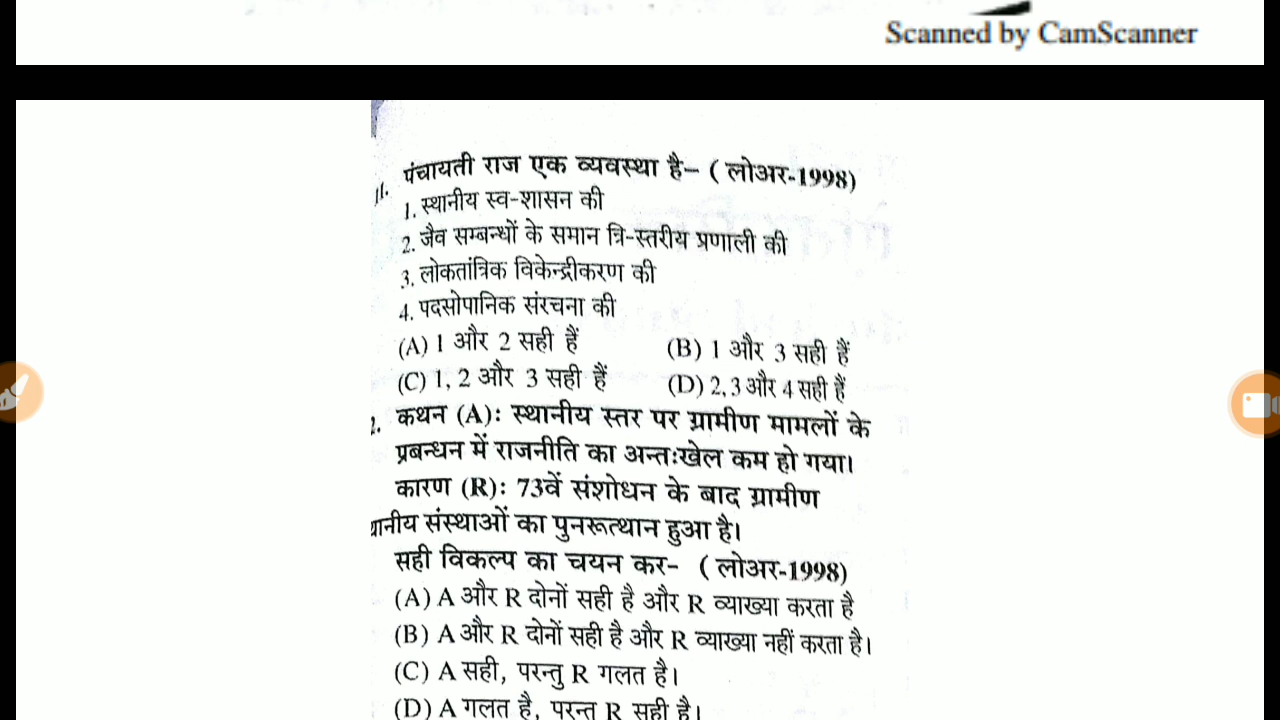 Scanned by CamScanner
11. पंचायती राज एक व्यवस्था है– ( लोअर-1998)
1. स्थानीय स्व-शासन की
2. जैव सम्बन्धों के समान त्रि-स्तरीय प्रणाली की
3. लोकतांत्रिक विकेन्द्रीकरण की
4. पदसोपानिक संरचना की
(A) 1 और 2 सही हैं (B) 1 और 3 सही हैं
(C) 1, 2 और 3 सही हैं (D) 2, 3 और 4 सही हैं
2. कथन (A): स्थानीय स्तर पर ग्रामीण मामलों के
प्रबन्धन में राजनीति का अन्तःखेल कम हो गया।
कारण (R): 73वें संशोधन के बाद ग्रामीण
थानीय संस्थाओं का पुनरूत्थान हुआ है।
सही विकल्प का चयन कर- ( लोअर-1998)
(A) A और R दोनों सही है और R व्याख्या करता है
(B) A और R दोनों सही है और R व्याख्या नहीं करता है।
(C) A सही, परन्तु R गलत है।
(D) A गलत है, परन्तु R सही है।